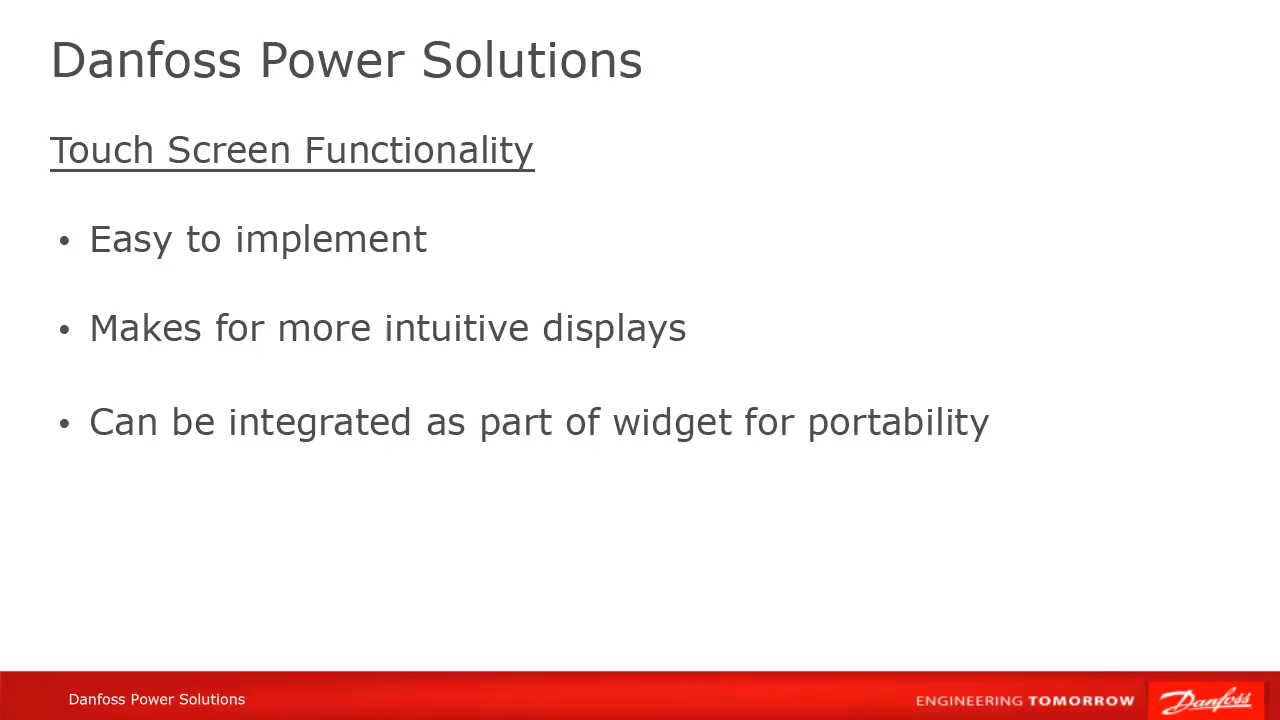 Danfoss Power Solutions
Touch Screen Functionality
• Easy to implement
• Makes for more intuitive displays
• Can be integrated as part of widget for portability
Danfoss Power Solutions
ENGINEERING TOMORROW
Danfoss